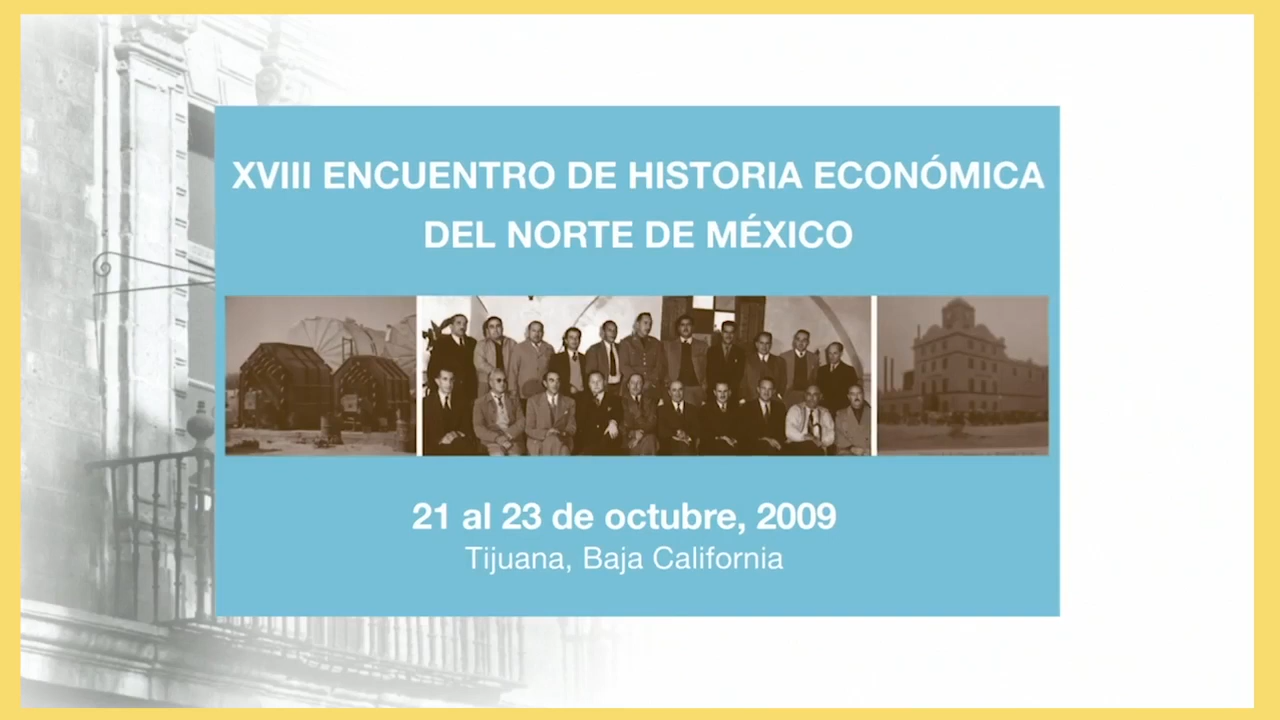 XVIII ENCUENTRO DE HISTORIA ECONÓMICA
DEL NORTE DE MÉXICO
21 al 23 de octubre, 2009
Tijuana, Baja California